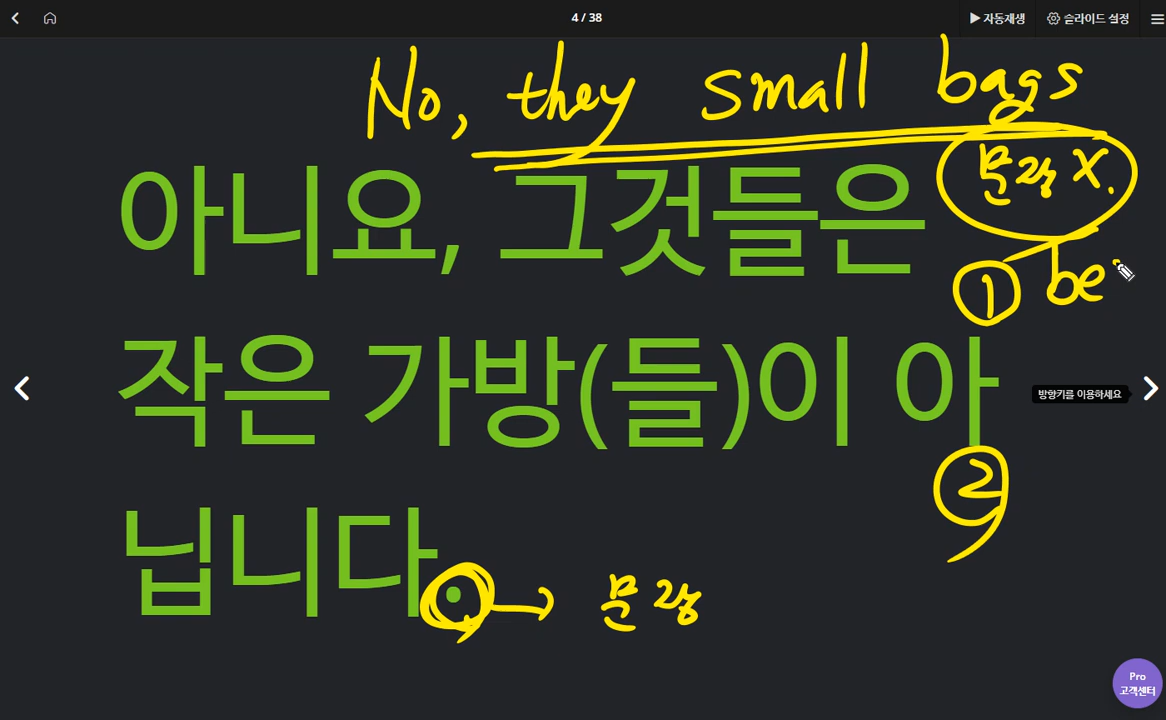 4 / 38
▶ 자동재생
슬라이드 설정
No, they small bags
아니요, 그것들은
문장 X.
① be
작은 가방(들)이 아
방향키를 이용하세요
②
닙니다.
문장
Pro
고객센터